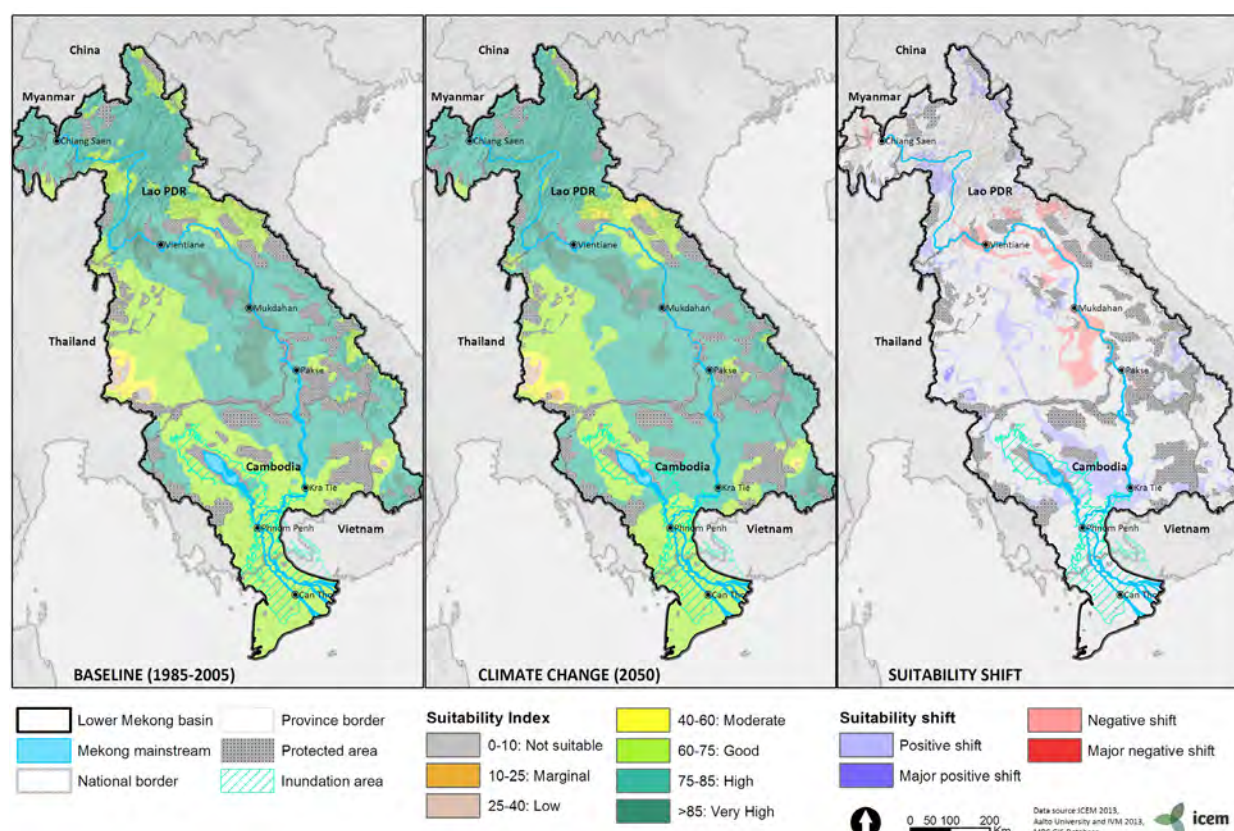 China
Myanmar
Chiang Saen
Lao PDR
Vientiane
Mukdahan
Thailand
Pakse
Cambodia
Kra Tie
Phnom Penh
Vietnam
Can Tho
BASELINE (1985-2005)
China
Myanmar
Chiang Saen
Lao PDR
Vientiane
Mukdahan
Thailand
Pakse
Cambodia
Kra Tie
Phnom Penh
Vietnam
Can Tho
CLIMATE CHANGE (2050)
China
Myanmar
Chiang Saen
Lao PDR
Vientiane
Mukdahan
Thailand
Pakse
Cambodia
Kra Tie
Phnom Penh
Vietnam
Can Tho
SUITABILITY SHIFT
Lower Mekong basin
Mekong mainstream
National border
Province border
Protected area
Inundation area
Suitability Index
0-10: Not suitable
10-25: Marginal
25-40: Low
40-60: Moderate
60-75: Good
75-85: High
>85: Very High
Suitability shift
Positive shift
Major positive shift
Negative shift
Major negative shift
0 50 100 200
Km
Data source:ICEM 2013,
Aalto University and IVM 2013,
MRC GIS Database
icem